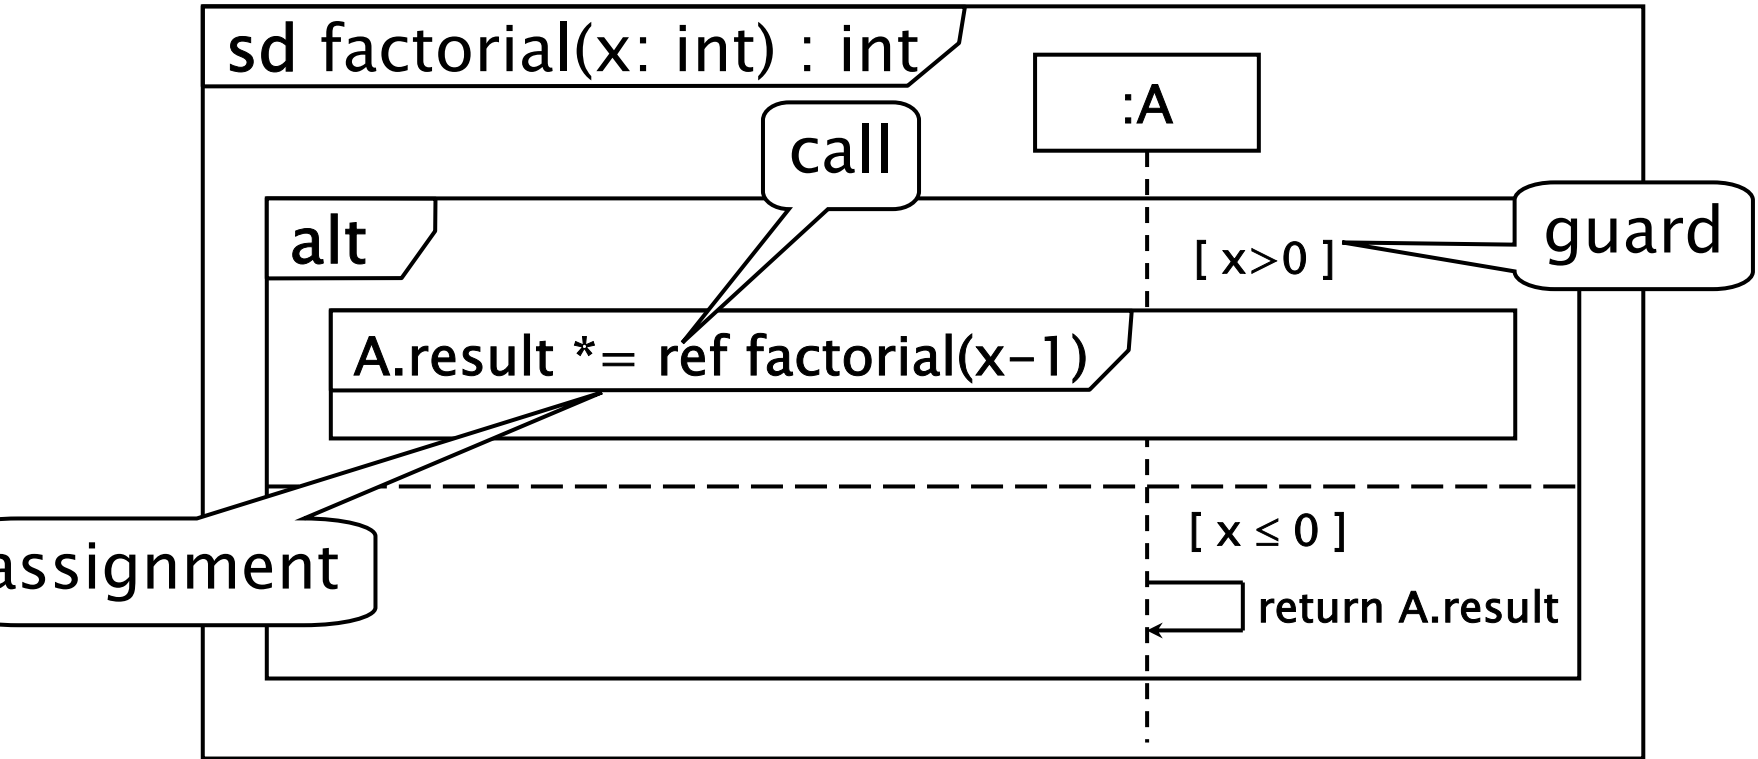 sd factorial(x: int) : int
:A
call
alt
[ x>0 ]
guard
A.result *= ref factorial(x-1)
[ x ≤ 0 ]
assignment
return A.result